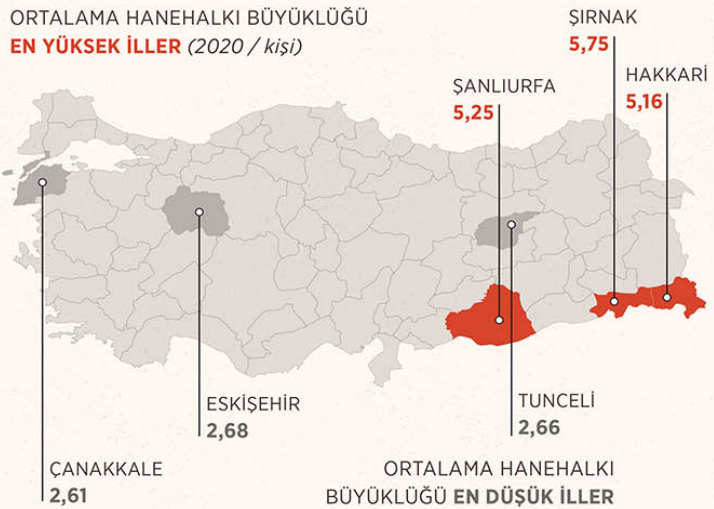 ORTALAMA HANEHALKI BÜYÜKLÜĞÜ
EN YÜKSEK İLLER (2020 / kişi)
ŞIRNAK
5,75
HAKKARİ
5,16
ŞANLIURFA
5,25
ESKİŞEHİR
2,68
TUNCELİ
2,66
ÇANAKKALE
2,61
ORTALAMA HANEHALKI
BÜYÜKLÜĞÜ EN DÜŞÜK İLLER